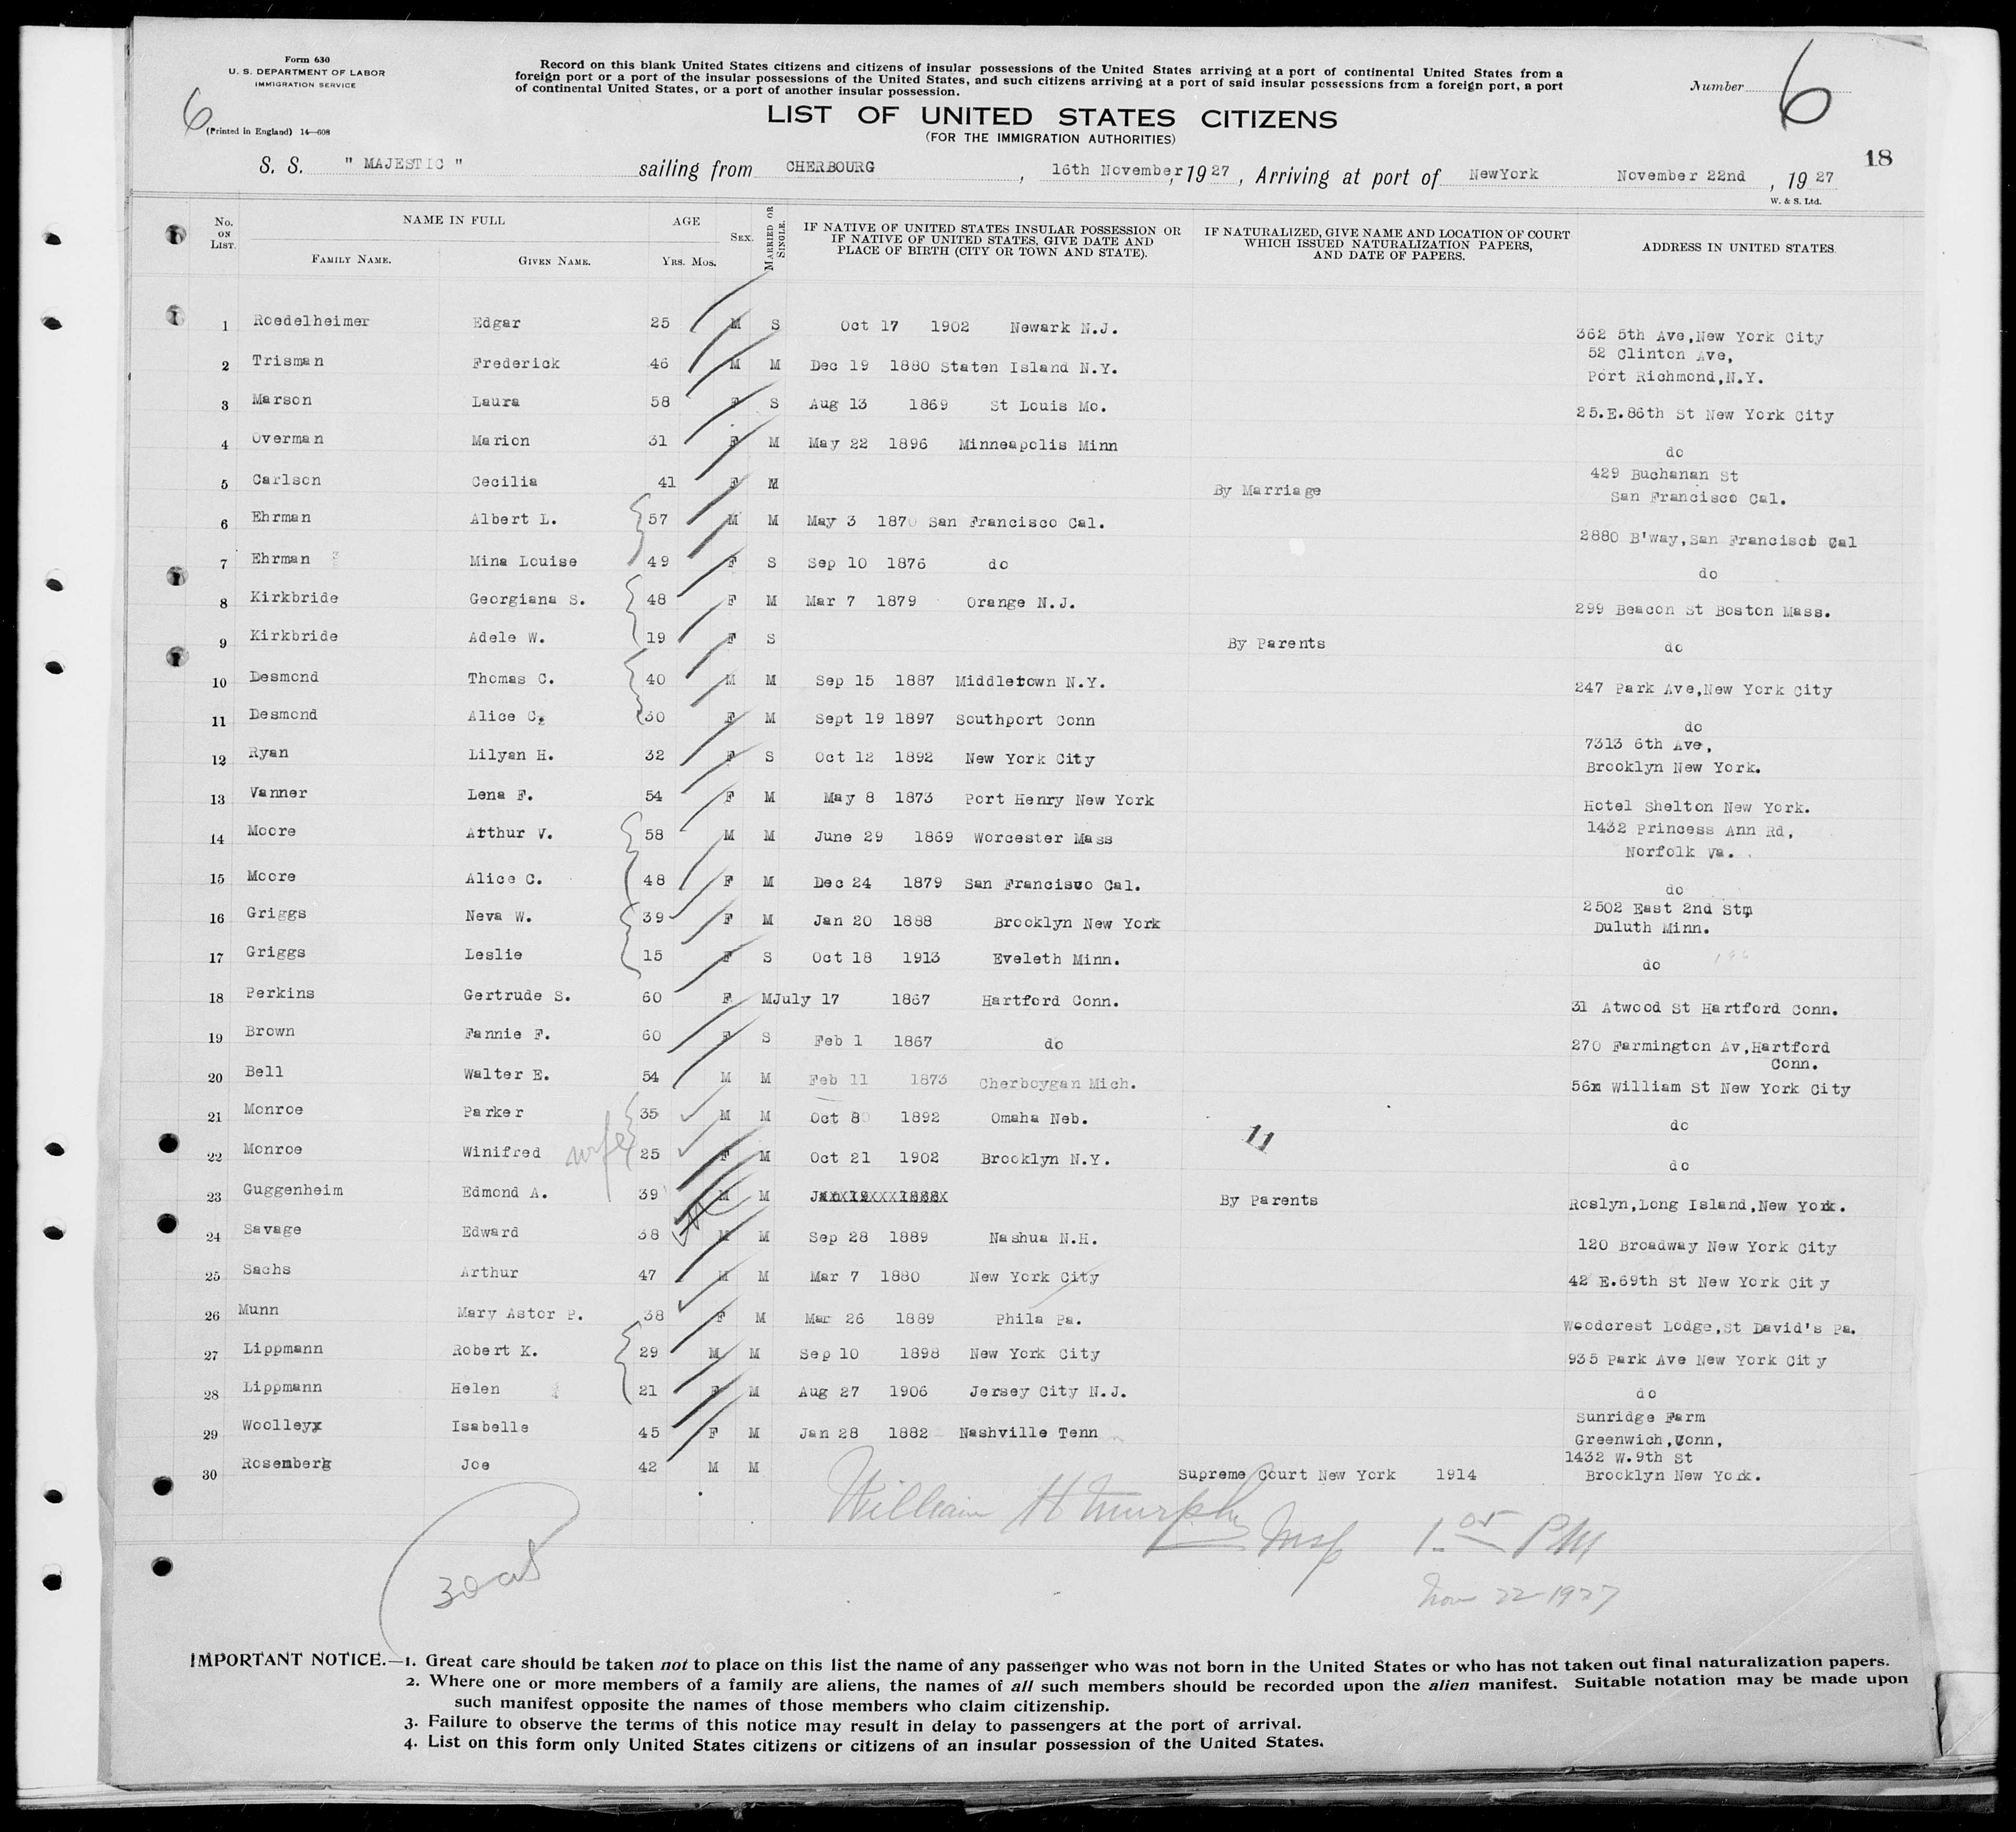 Form 630
U. S. DEPARTMENT OF LABOR
IMMIGRATION SERVICE
6
(Printed in England) 14—608
Record on this blank United States citizens and citizens of insular possessions of the United States arriving at a port of continental United States from a
foreign port or a port of the insular possessions of the United States, and such citizens arriving at a port of said insular possessions from a foreign port, a port
of continental United States, or a port of another insular possession.
Number 6
LIST OF UNITED STATES CITIZENS
(FOR THE IMMIGRATION AUTHORITIES)
18
S. S. " MAJESTIC " sailing from CHERBOURG , 16th November, 1927, Arriving at port of NewYork November 22nd , 1927
W. & S. Ltd.
No. ON LIST. NAME IN FULL FAMILY NAME. GIVEN NAME. AGE YRS. MOS. SEX. MARRIED OR SINGLE. IF NATIVE OF UNITED STATES INSULAR POSSESSION OR IF NATIVE OF UNITED STATES, GIVE DATE AND PLACE OF BIRTH (CITY OR TOWN AND STATE). IF NATURALIZED, GIVE NAME AND LOCATION OF COURT WHICH ISSUED NATURALIZATION PAPERS, AND DATE OF PAPERS. ADDRESS IN UNITED STATES.
1 Roedelheimer Edgar 25 M S Oct 17 1902 Newark N.J. 362 5th Ave,New York City
2 Trisman Frederick 46 M M Dec 19 1880 Staten Island N.Y. 52 Clinton Ave, Port Richmond,N.Y.
3 Marson Laura 58 F S Aug 13 1869 St Louis Mo. 25.E.86th St New York City
4 Overman Marion 31 F M May 22 1896 Minneapolis Minn do
5 Carlson Cecilia 41 F M By Marriage 429 Buchanan St San Francisco Cal.
6 Ehrman Albert L. 57 M M May 3 1870 San Francisco Cal. 2880 B'way,San Francisco Cal
7 Ehrman Mina Louise 49 F S Sep 10 1876 do do
8 Kirkbride Georgiana S. 48 F M Mar 7 1879 Orange N.J. 299 Beacon St Boston Mass.
9 Kirkbride Adele W. 19 F S By Parents do
10 Desmond Thomas C. 40 M M Sep 15 1887 Middletown N.Y. 247 Park Ave,New York City
11 Desmond Alice C. 30 F M Sept 19 1897 Southport Conn do
12 Ryan Lilyan H. 32 F S Oct 12 1892 New York City 7313 6th Ave, Brooklyn New York.
13 Vanner Lena F. 54 F M May 8 1873 Port Henry New York Hotel Shelton New York.
14 Moore Arthur V. 58 M M June 29 1869 Worcester Mass 1432 Princess Ann Rd, Norfolk Va.
15 Moore Alice C. 48 F M Dec 24 1879 San Francisvo Cal. do
16 Griggs Neva W. 39 F M Jan 20 1888 Brooklyn New York 2502 East 2nd Stm Duluth Minn.
17 Griggs Leslie 15 F S Oct 18 1913 Eveleth Minn. do
18 Perkins Gertrude S. 60 F M July 17 1867 Hartford Conn. 31 Atwood St Hartford Conn.
19 Brown Fannie F. 60 F S Feb 1 1867 do 270 Farmington Av,Hartford Conn.
20 Bell Walter E. 54 M M Feb 11 1873 Cherboygan Mich. 56x William St New York City
21 Monroe Parker 35 M M Oct 8 1892 Omaha Neb. do
22 Monroe Winifred wife 25 F M Oct 21 1902 Brooklyn N.Y. 11 do
23 Guggenheim Edmond A. 39 M M By Parents Roslyn,Long Island,New York.
24 Savage Edward 38 M M Sep 28 1889 Nashua N.H. 120 Broadway New York City
25 Sachs Arthur 47 M M Mar 7 1880 New York City 42 E.69th St New York City
26 Munn Mary Astor P. 38 F M Mar 26 1889 Phila Pa. Woodcrest Lodge,St David's Pa.
27 Lippmann Robert K. 29 M M Sep 10 1898 New York City 935 Park Ave New York City
28 Lippmann Helen 21 F M Aug 27 1906 Jersey City N.J. do
29 Woolleyx Isabelle 45 F M Jan 28 1882 Nashville Tenn Sunridge Farm Greenwich,Conn,
30 Rosenberg Joe 42 M M Supreme Court New York 1914 1432 W.9th St Brooklyn New York.
William H Murphy Insp 1.05 PM
Nov 22-1927
30
IMPORTANT NOTICE.—1. Great care should be taken not to place on this list the name of any passenger who was not born in the United States or who has not taken out final naturalization papers.
2. Where one or more members of a family are aliens, the names of all such members should be recorded upon the alien manifest. Suitable notation may be made upon
such manifest opposite the names of those members who claim citizenship.
3. Failure to observe the terms of this notice may result in delay to passengers at the port of arrival.
4. List on this form only United States citizens or citizens of an insular possession of the United States.